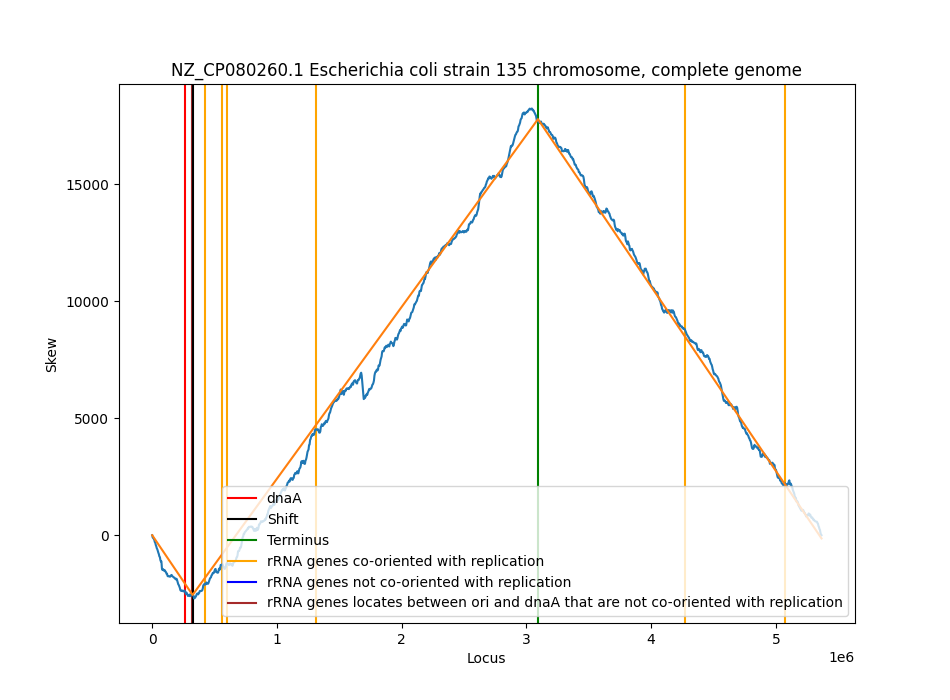 NZ_CP080260.1 Escherichia coli strain 135 chromosome, complete genome
Skew
15000
10000
5000
0
dnaA
Shift
Terminus
rRNA genes co-oriented with replication
rRNA genes not co-oriented with replication
rRNA genes locates between ori and dnaA that are not co-oriented with replication
0 1 2 3 4 5
1e6
Locus